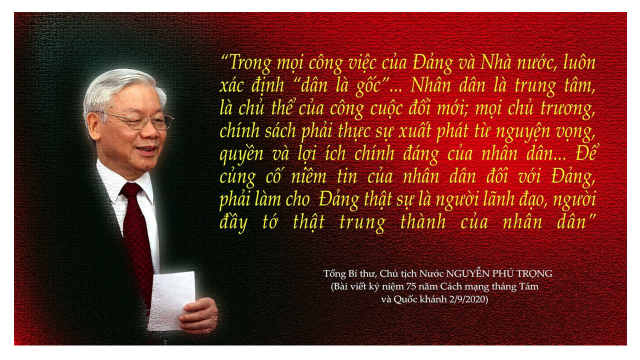 “Trong mọi công việc của Đảng và Nhà nước, luôn
xác định “dân là gốc”... Nhân dân là trung tâm,
là chủ thể của công cuộc đổi mới; mọi chủ trương,
chính sách phải thực sự xuất phát từ nguyện vọng,
quyền và lợi ích chính đáng của nhân dân... Để
củng cố niềm tin của nhân dân đối với Đảng,
phải làm cho Đảng thật sự là người lãnh đạo, người
đầy tớ thật trung thành của nhân dân”
Tổng Bí thư, Chủ tịch Nước NGUYỄN PHÚ TRỌNG
(Bài viết kỷ niệm 75 năm Cách mạng tháng Tám
và Quốc khánh 2/9/2020)